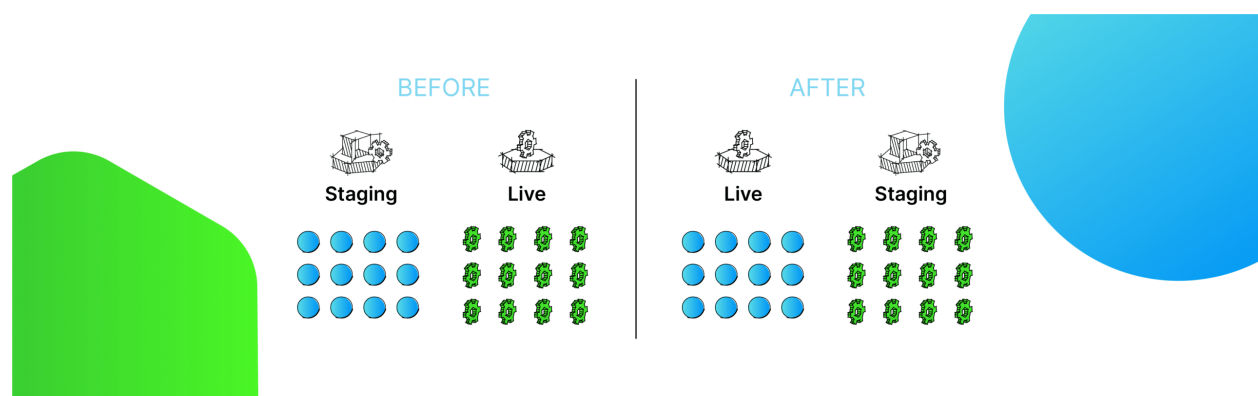 BEFORE
AFTER
Staging
Live
Live
Staging